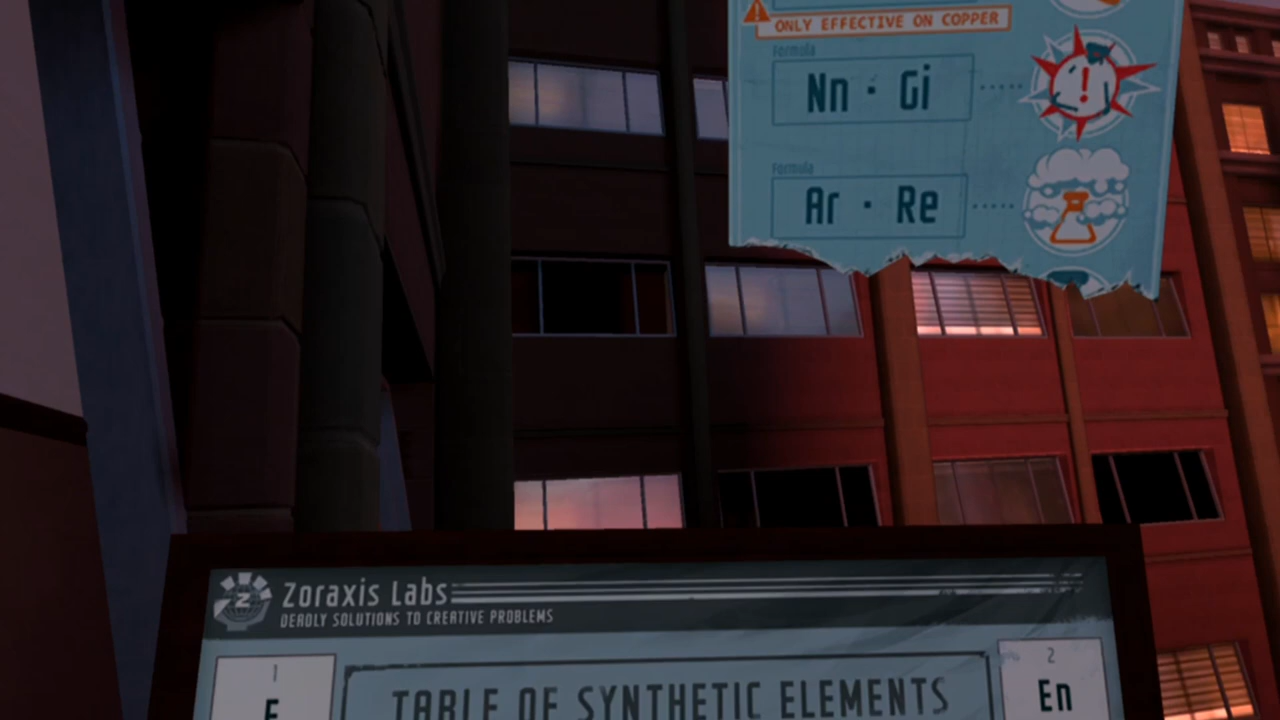 ONLY EFFECTIVE ON COPPER
Formula
Nn · Gi
!
Formula
Ar · Re
Z
Zoraxis Labs
DEADLY SOLUTIONS TO CREATIVE PROBLEMS
1
E
TABLE OF SYNTHETIC ELEMENTS
2
En